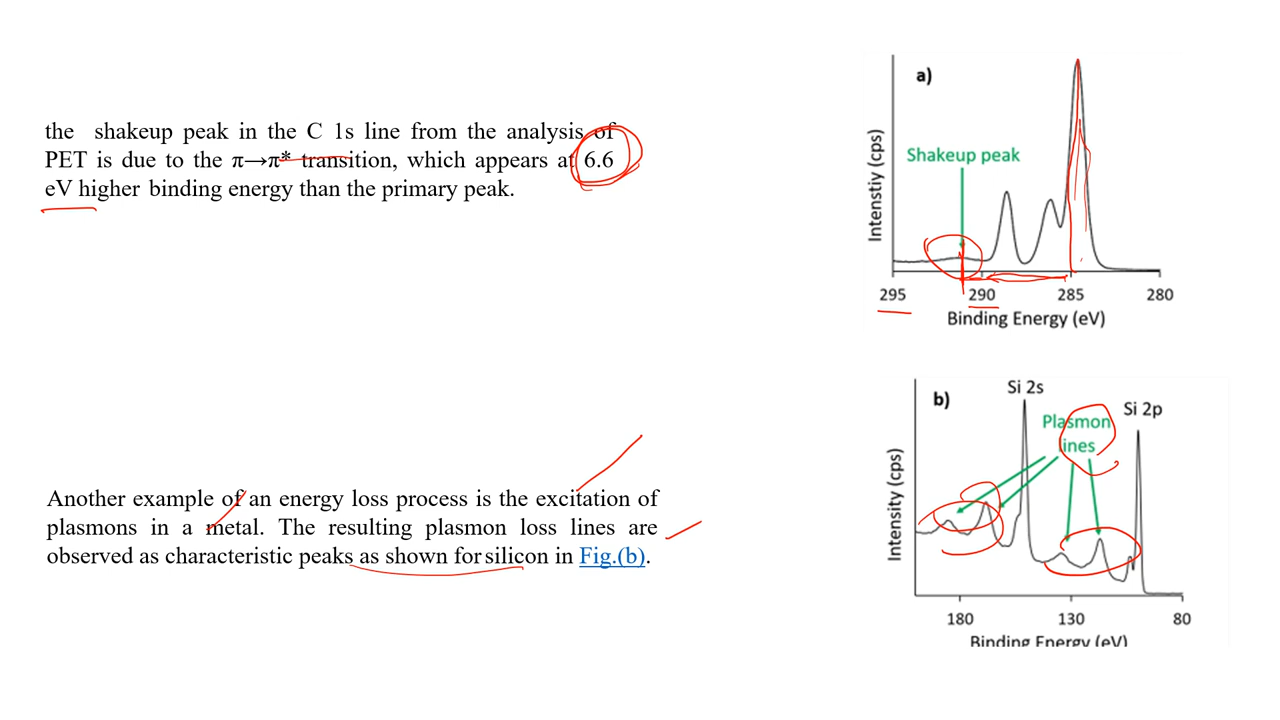 the shakeup peak in the C 1s line from the analysis of
PET is due to the π→π* transition, which appears at 6.6
eV higher binding energy than the primary peak.
a)
Shakeup peak
Intenstiy (cps)
295 290 285 280
Binding Energy (eV)
Another example of an energy loss process is the excitation of
plasmons in a metal. The resulting plasmon loss lines are
observed as characteristic peaks as shown for silicon in Fig.(b).
b)
Si 2s
Si 2p
Plasmon
lines
Intensity (cps)
180 130 80
Binding Energy (eV)